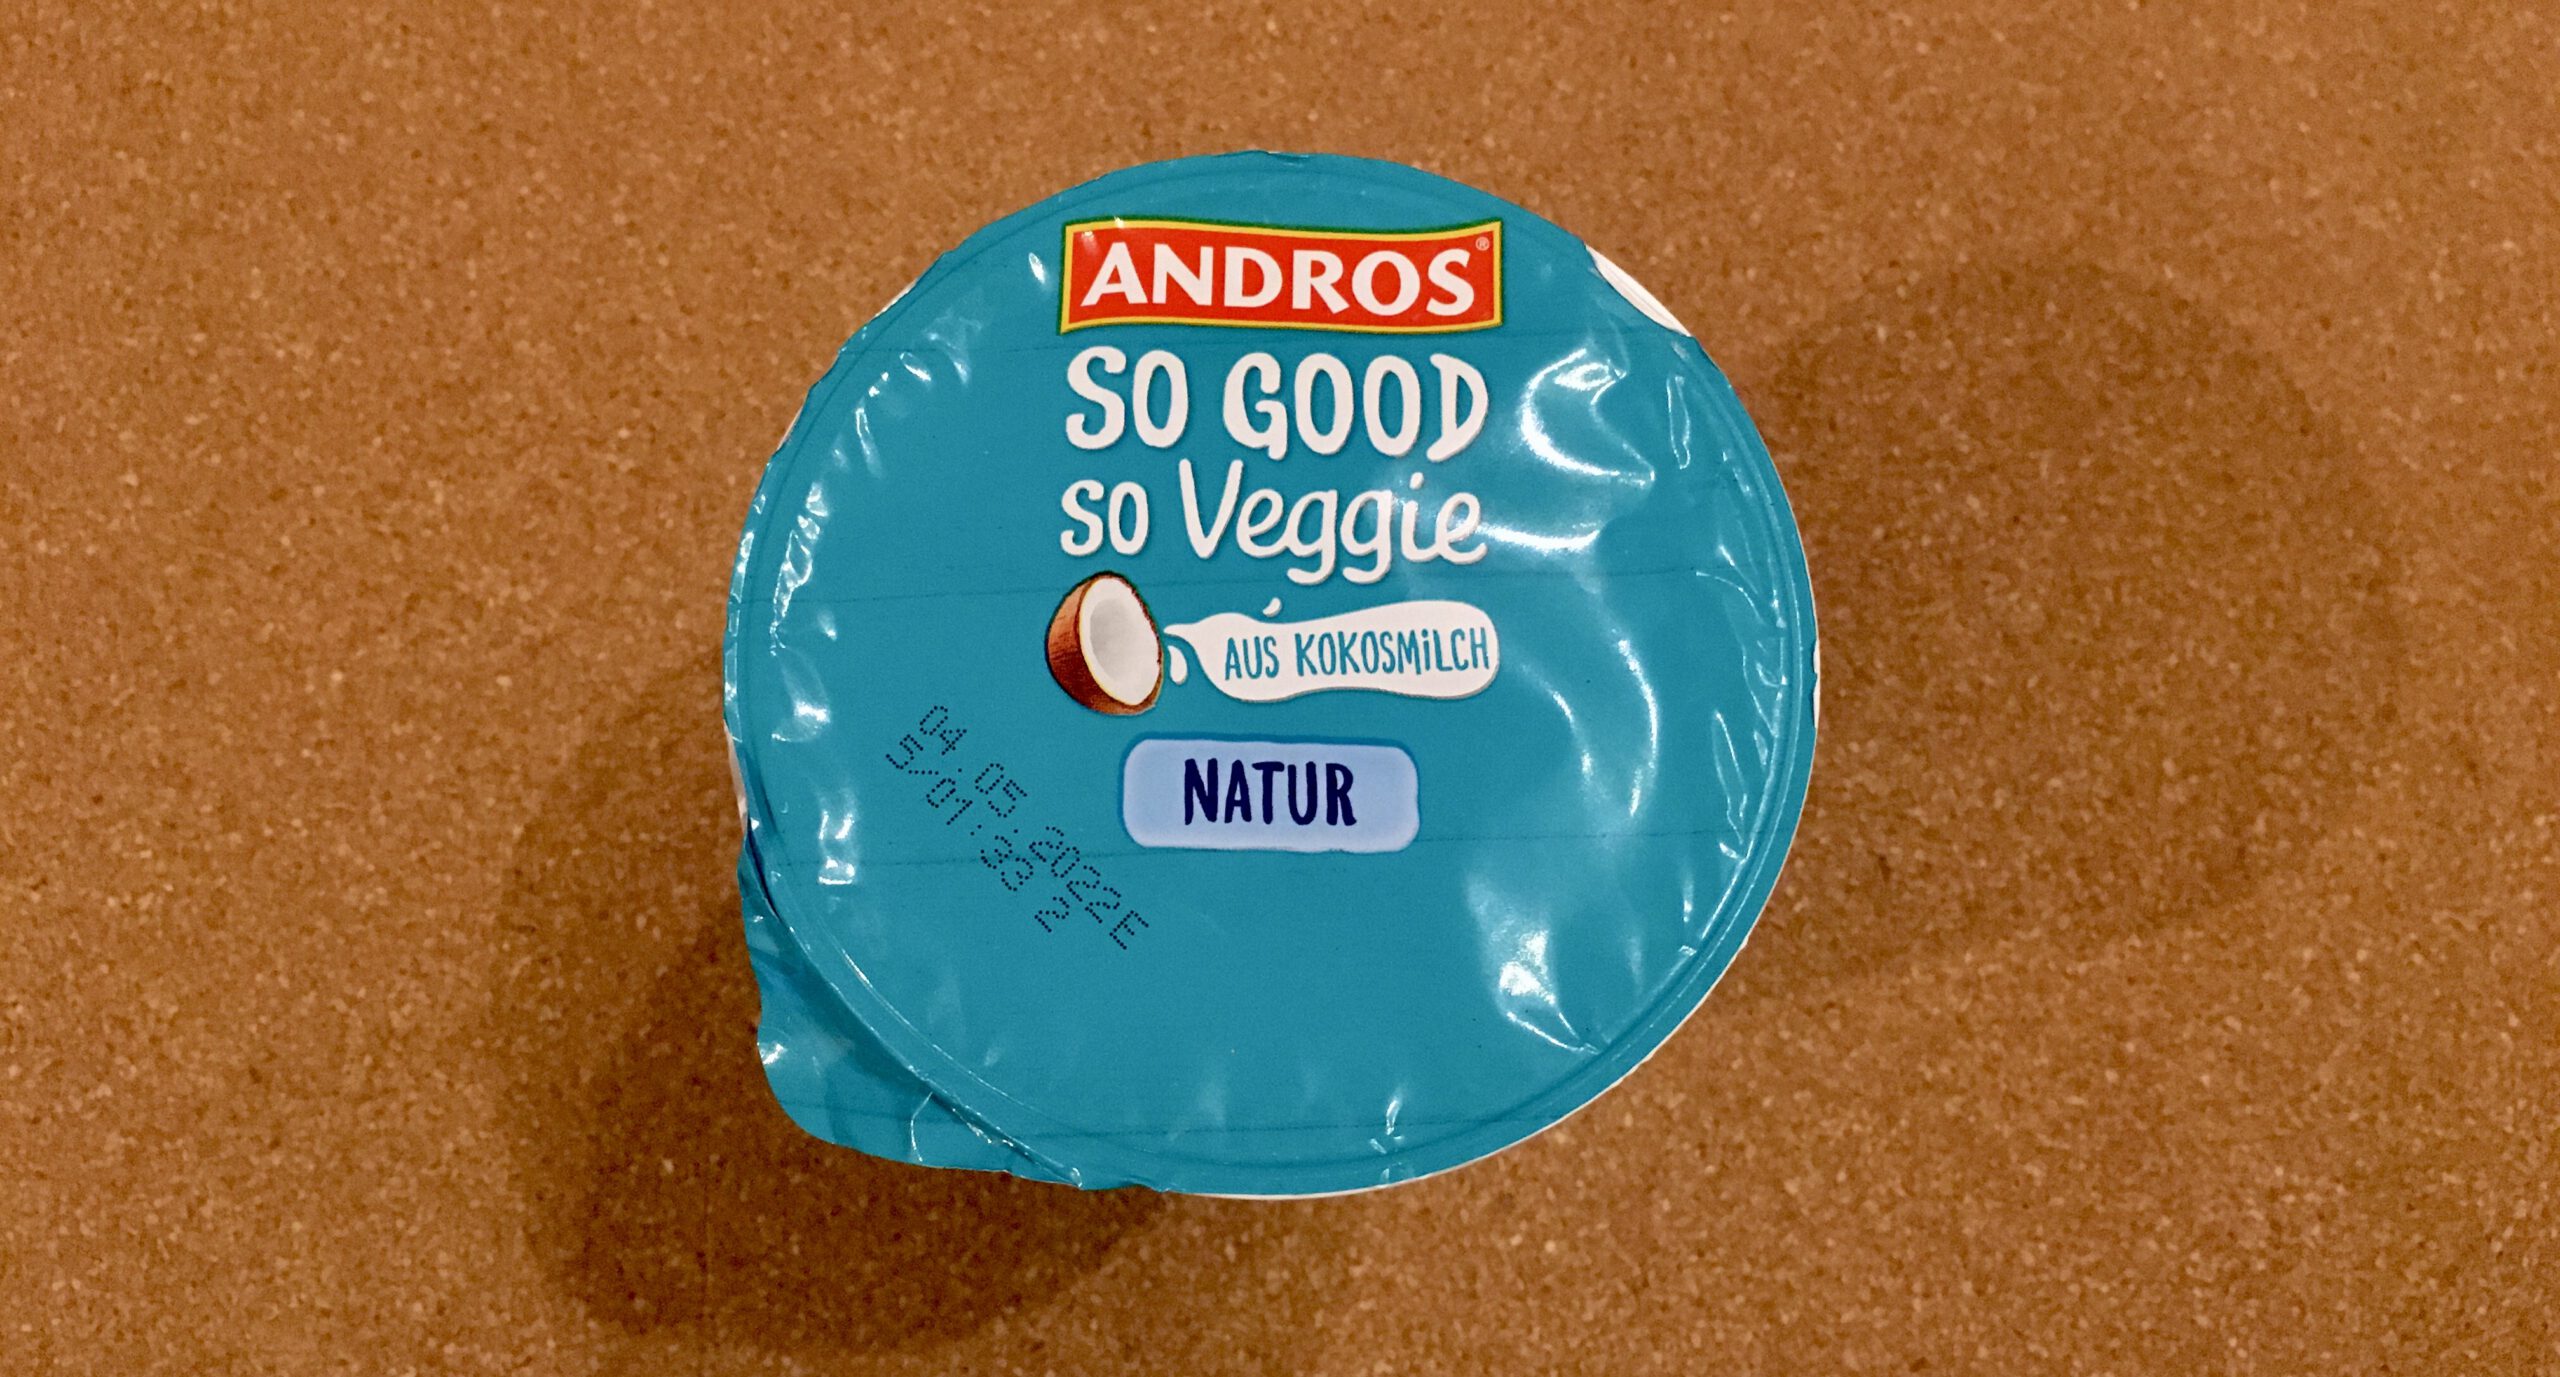 ANDROS®
SO GOOD
SO Veggie
AUS KOKOSMILCH
NATUR
04.05.2022E
5/01:33 2